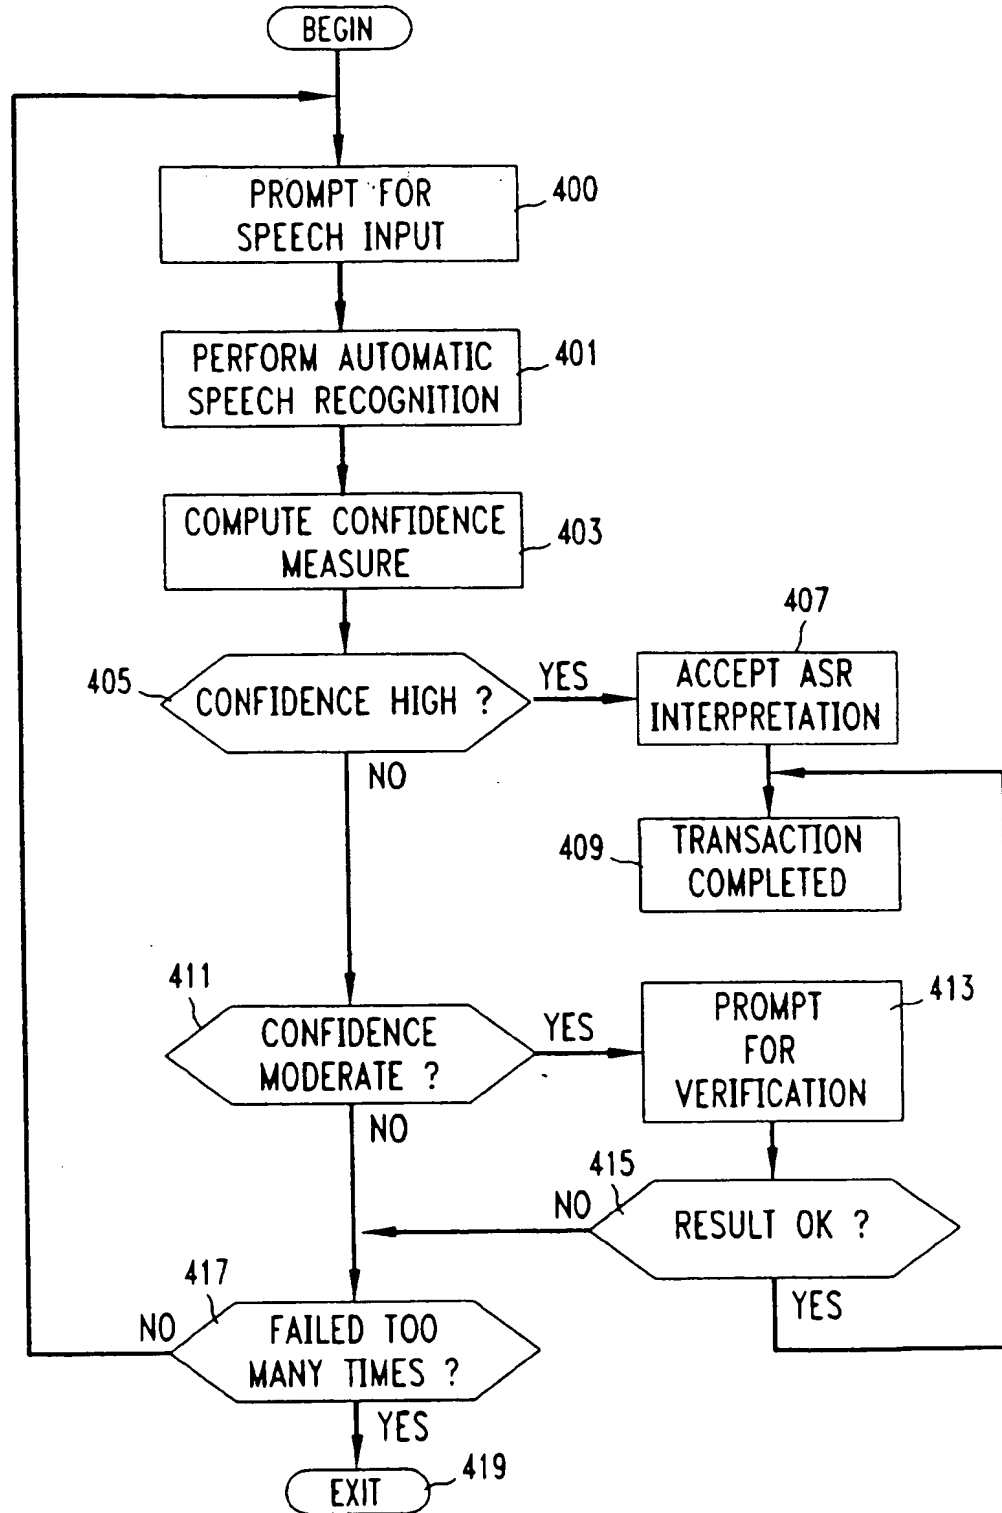 BEGIN
PROMPT FOR
SPEECH INPUT
400
PERFORM AUTOMATIC
SPEECH RECOGNITION
401
COMPUTE CONFIDENCE
MEASURE
403
405
CONFIDENCE HIGH ?
YES
NO
407
ACCEPT ASR
INTERPRETATION
409
TRANSACTION
COMPLETED
411
CONFIDENCE
MODERATE ?
YES
NO
413
PROMPT
FOR
VERIFICATION
415
NO
RESULT OK ?
YES
417
NO
FAILED TOO
MANY TIMES ?
YES
EXIT
419